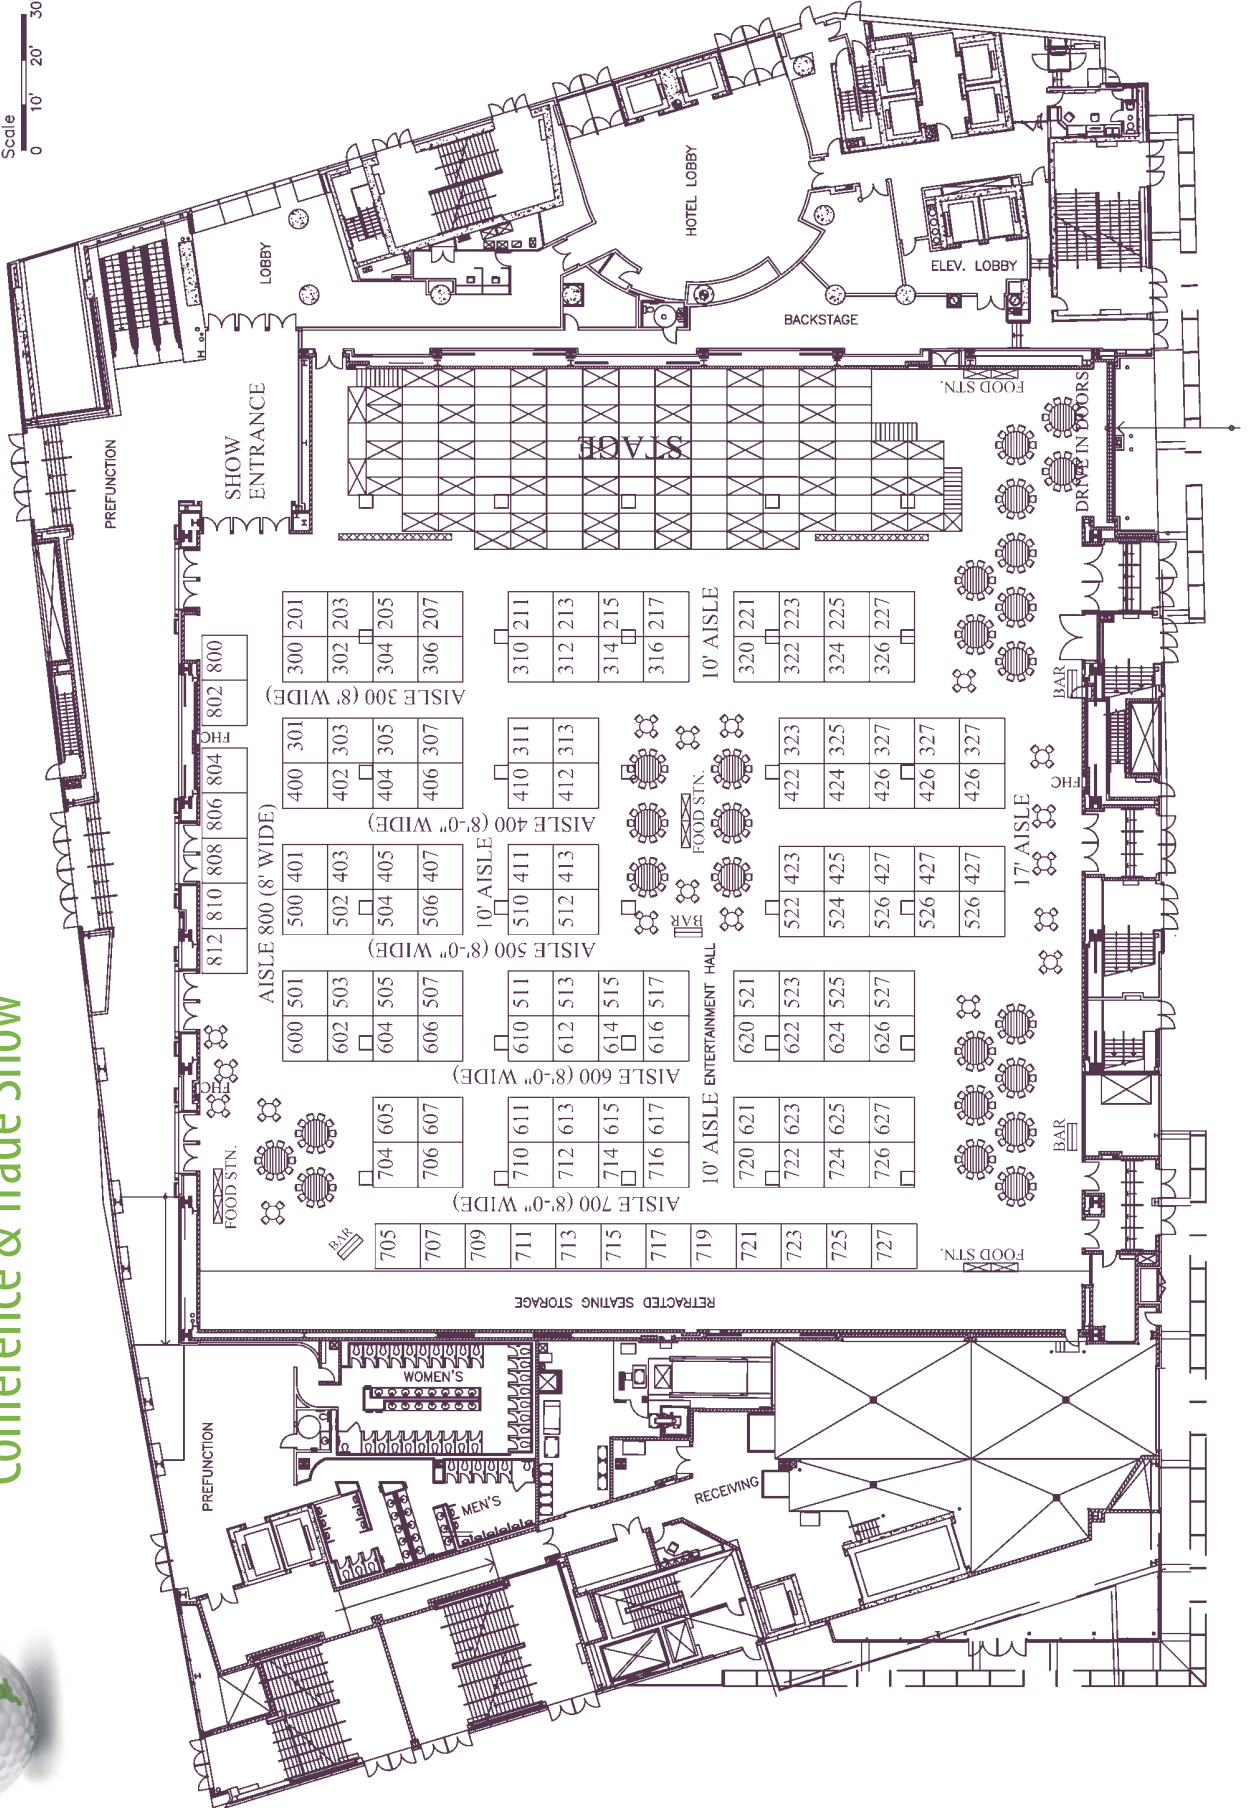 Scale
0 10' 20' 30
Conference & Trade Show
LOBBY
HOTEL LOBBY
ELEV. LOBBY
BACKSTAGE
PREFUNCTION
SHOW
ENTRANCE
STAGE
FOOD STN.
DRIVE IN DOORS
201 203 205 207 211 213 215 217 221 223 225 227
300 302 304 306 310 312 314 316 320 322 324 326
10' AISLE
800 802
FHC
804 806 808 810 812
AISLE 300 (8' WIDE)
BAR
301 303 305 307 311 313 323 325 327 327 327
400 402 404 406 410 412 422 424 426 426 426
FHC
FOOD STN.
AISLE 800 (8' WIDE)
AISLE 400 (8'-0" WIDE)
10' AISLE
17' AISLE
401 403 405 407 411 413 423 425 427 427 427
500 502 504 506 510 512 522 524 526 526 526
BAR
AISLE 500 (8'-0" WIDE)
ENTERTAINMENT HALL
501 503 505 507 511 513 515 517 521 523 525 527
600 602 604 606 610 612 614 616 620 622 624 626
FHC
AISLE 600 (8'-0" WIDE)
10' AISLE
605 607 611 613 615 617 621 623 625 627
704 706 710 712 714 716 720 722 724 726
BAR
FOOD STN.
AISLE 700 (8'-0" WIDE)
BAR
705 707 709 711 713 715 717 719 721 723 725 727
FOOD STN.
RETRACTED SEATING STORAGE
WOMEN'S
PREFUNCTION
MEN'S
RECEIVING